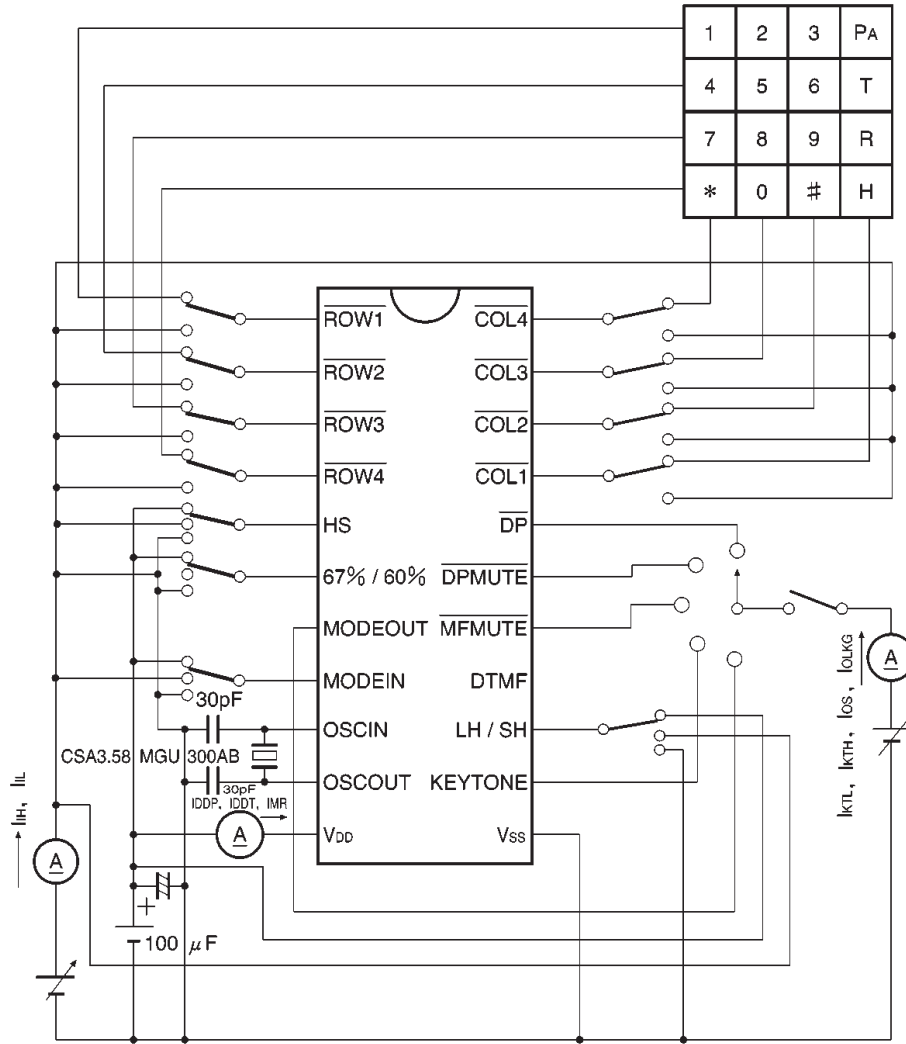 1 2 3 PA
4 5 6 T
7 8 9 R
* 0 # H
ROW1
COL4
ROW2
COL3
ROW3
COL2
ROW4
COL1
HS
DP
67% / 60%
DPMUTE
MODEOUT
MFMUTE
MODEIN
DTMF
30pF
OSCIN
LH / SH
CSA3.58 MGU 300AB
OSCOUT
KEYTONE
30pF
IDDP, IDDT, IMR
A
VDD
VSS
IIH, IIL
A
+
100 μF
A
IKTL, IKTH, IOS, IOLKG